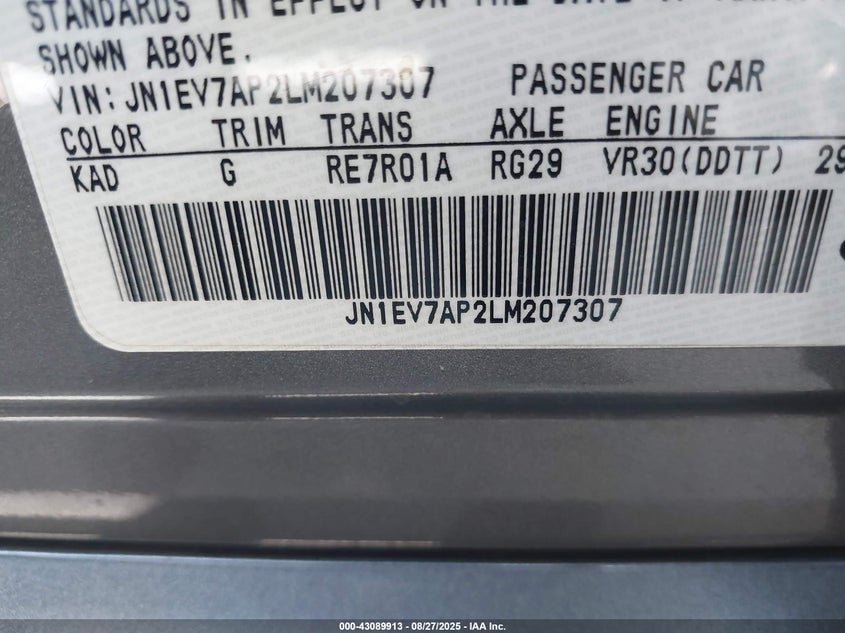 STANDARDS IN EFFECT ON THE DATE
SHOWN ABOVE.
VIN: JN1EV7AP2LM207307 PASSENGER CAR
COLOR TRIM TRANS AXLE ENGINE
KAD G RE7R01A RG29 VR30(DDTT) 29
JN1EV7AP2LM207307
000-43089913 - 08/27/2025 - IAA Inc.